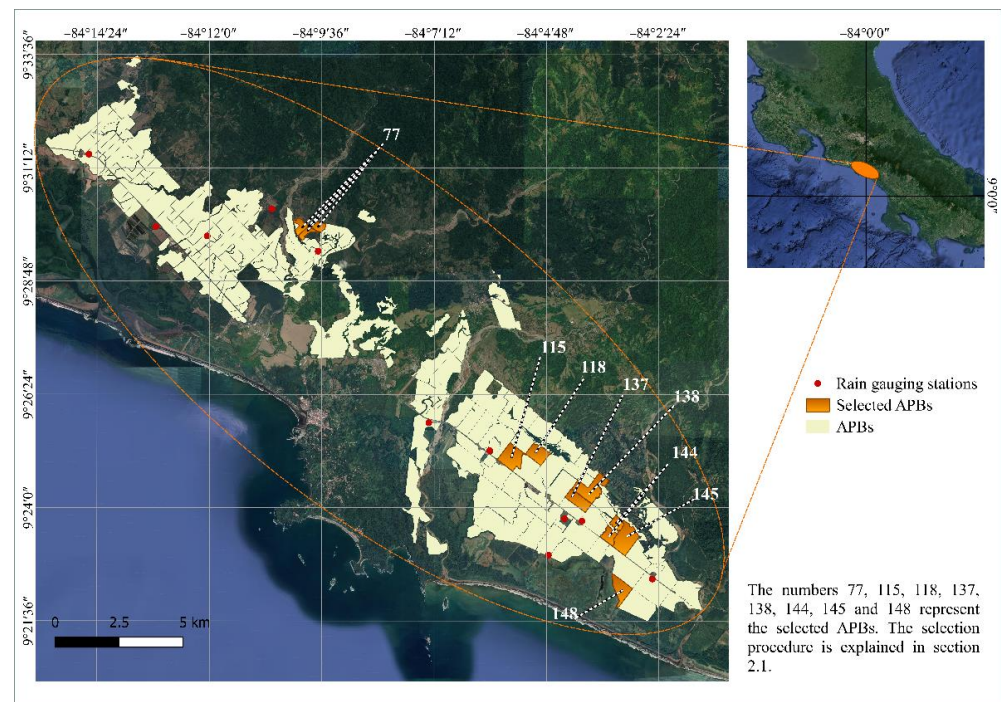 −84°14′24″ −84°12′0″ −84°9′36″ −84°7′12″ −84°4′48″ −84°2′24″
−84°0′0″
9°33′36″
9°31′12″
9°28′48″
9°26′24″
9°24′0″
9°21′36″
9°0′0″
77
115
118
137
138
144
145
148
0 2.5 5 km
Rain gauging stations
Selected APBs
APBs
The numbers 77, 115, 118, 137,
138, 144, 145 and 148 represent
the selected APBs. The selection
procedure is explained in section
2.1.